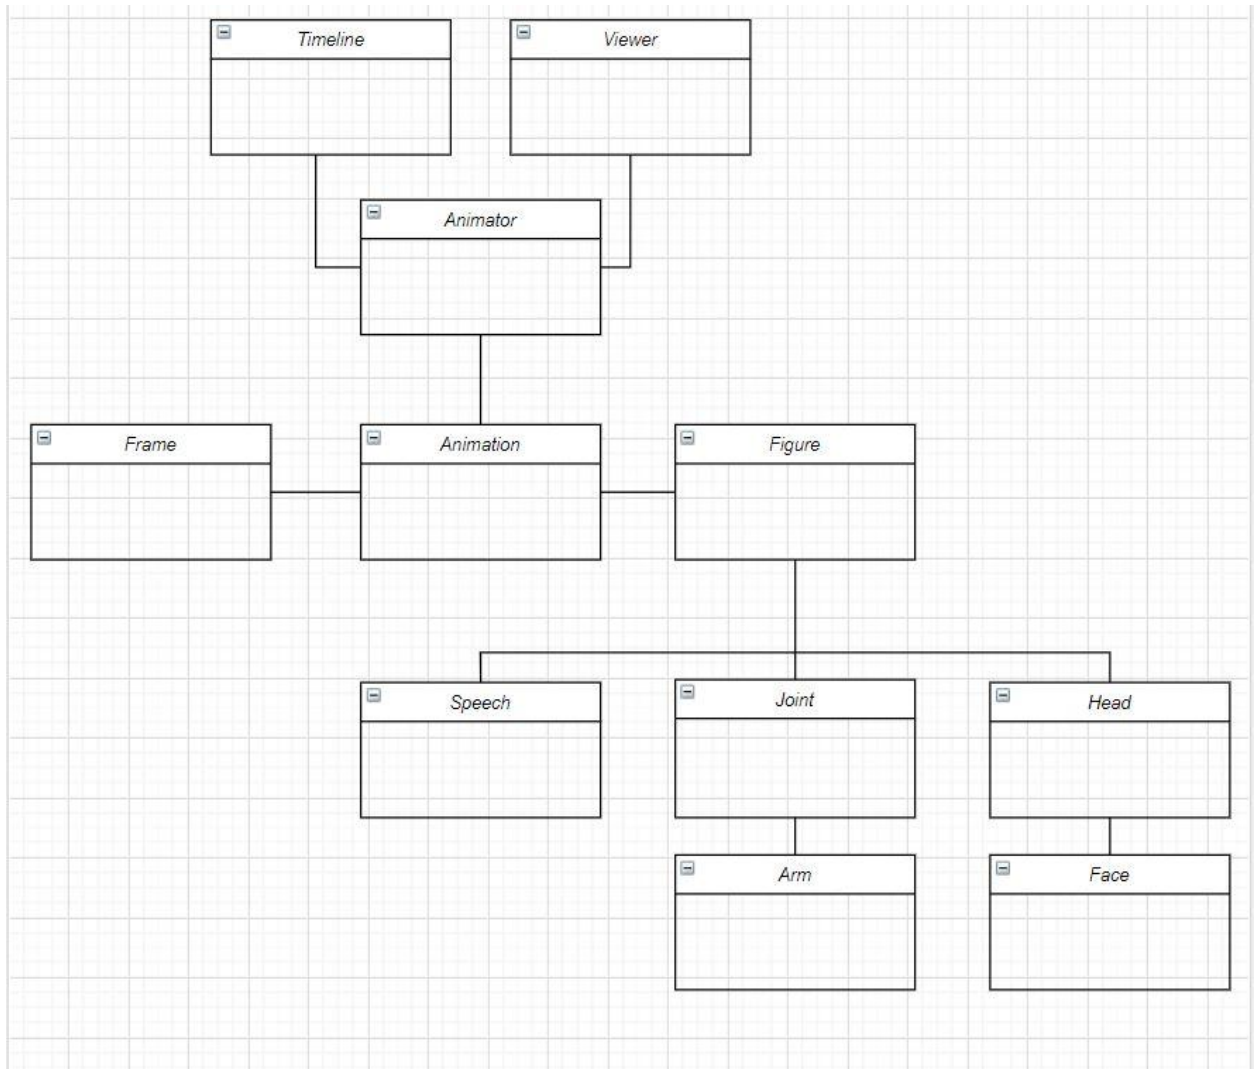 Timeline
Viewer
Animator
Frame
Animation
Figure
Speech
Joint
Head
Arm
Face